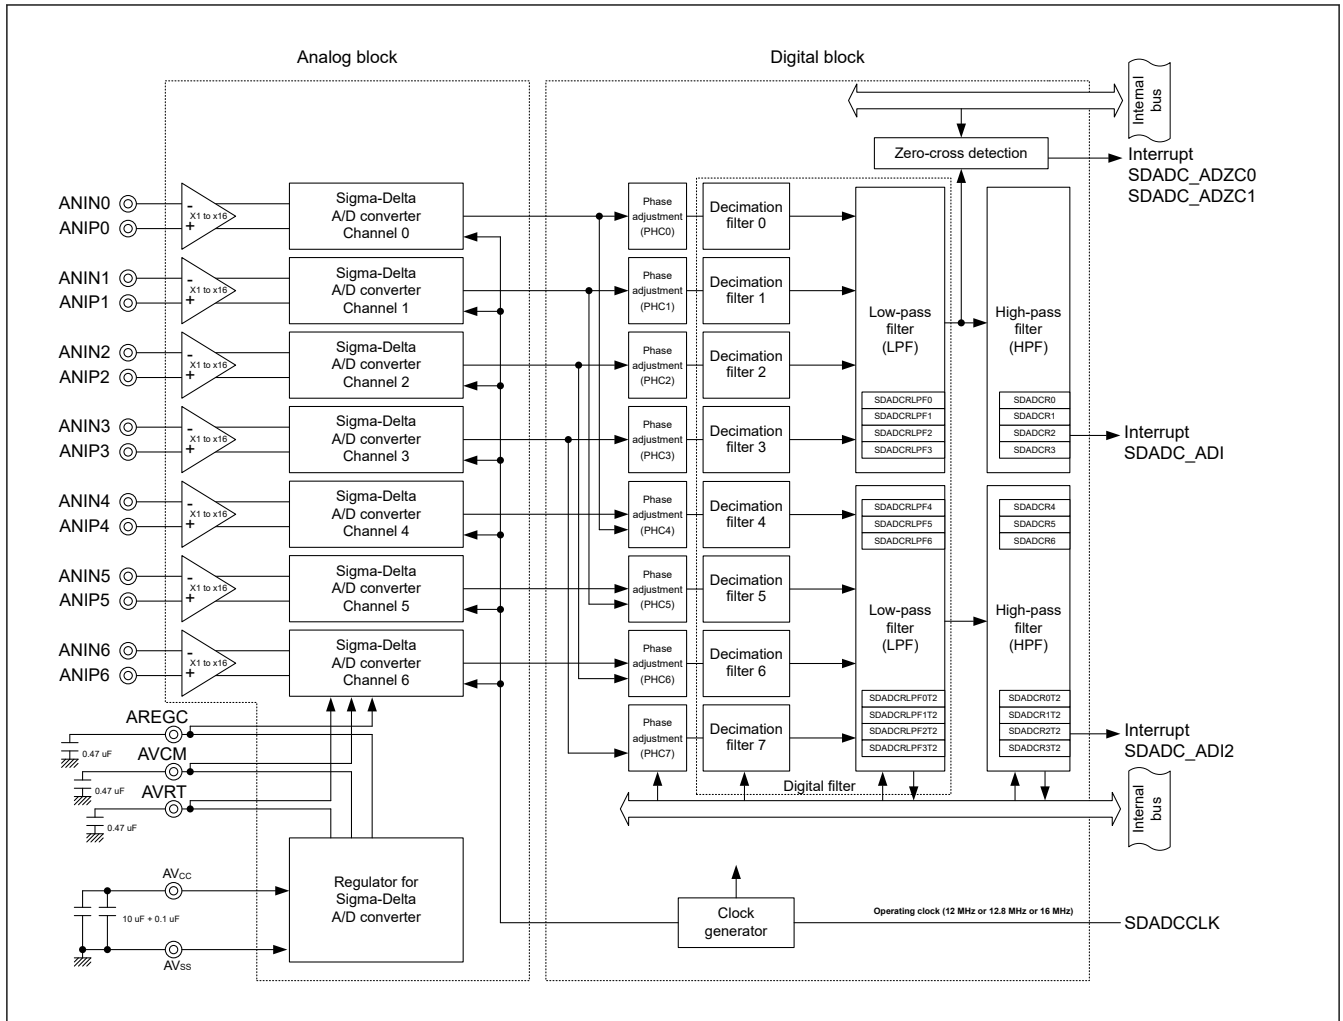 Analog block
Digital block
Internal
bus
Zero-cross detection
Interrupt
SDADC_ADZC0
SDADC_ADZC1
ANIN0
ANIP0
-
X1 to x16
+
Sigma-Delta
A/D converter
Channel 0
Phase
adjustment
(PHC0)
Decimation
filter 0
ANIN1
ANIP1
-
X1 to x16
+
Sigma-Delta
A/D converter
Channel 1
Phase
adjustment
(PHC1)
Decimation
filter 1
Low-pass
filter
(LPF)
High-pass
filter
(HPF)
ANIN2
ANIP2
-
X1 to x16
+
Sigma-Delta
A/D converter
Channel 2
Phase
adjustment
(PHC2)
Decimation
filter 2
SDADCRLPF0
SDADCRLPF1
SDADCRLPF2
SDADCRLPF3
SDADCR0
SDADCR1
SDADCR2
SDADCR3
Interrupt
SDADC_ADI
ANIN3
ANIP3
-
X1 to x16
+
Sigma-Delta
A/D converter
Channel 3
Phase
adjustment
(PHC3)
Decimation
filter 3
ANIN4
ANIP4
-
X1 to x16
+
Sigma-Delta
A/D converter
Channel 4
Phase
adjustment
(PHC4)
Decimation
filter 4
SDADCRLPF4
SDADCRLPF5
SDADCRLPF6
SDADCR4
SDADCR5
SDADCR6
ANIN5
ANIP5
-
X1 to x16
+
Sigma-Delta
A/D converter
Channel 5
Phase
adjustment
(PHC5)
Decimation
filter 5
Low-pass
filter
(LPF)
High-pass
filter
(HPF)
ANIN6
ANIP6
-
X1 to x16
+
Sigma-Delta
A/D converter
Channel 6
Phase
adjustment
(PHC6)
Decimation
filter 6
SDADCRLPF0T2
SDADCRLPF1T2
SDADCRLPF2T2
SDADCRLPF3T2
SDADCR0T2
SDADCR1T2
SDADCR2T2
SDADCR3T2
Interrupt
SDADC_ADI2
Phase
adjustment
(PHC7)
Decimation
filter 7
Digital filter
Internal
bus
AREGC
0.47 uF
AVCM
0.47 uF
AVRT
0.47 uF
AVCC
10 uF + 0.1 uF
AVSS
Regulator for
Sigma-Delta
A/D converter
Clock
generator
Operating clock (12 MHz or 12.8 MHz or 16 MHz)
SDADCCLK